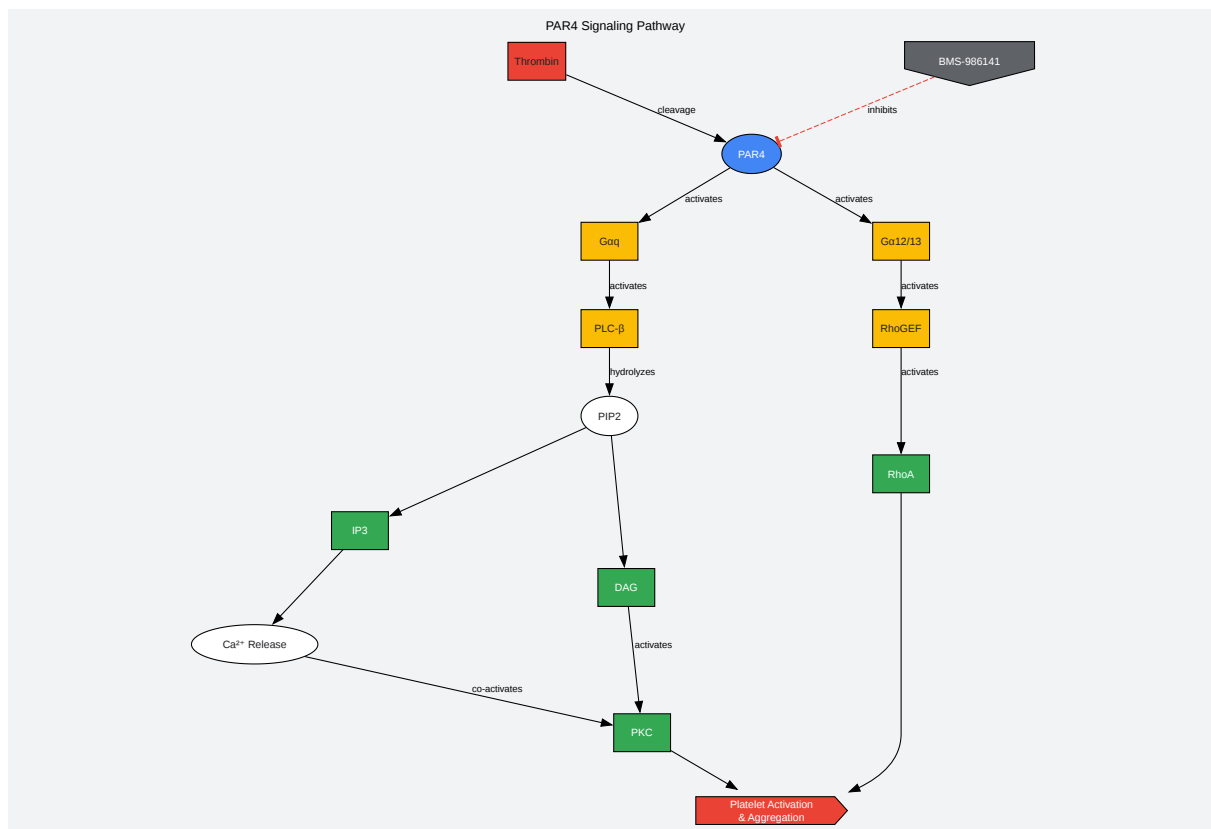 PAR4 Signaling Pathway
Thrombin
BMS-986141
cleavage
inhibits
PAR4
activates
activates
Gαq
Gα12/13
activates
activates
PLC-β
RhoGEF
hydrolyzes
activates
PIP2
RhoA
IP3
DAG
Ca²⁺ Release
activates
co-activates
PKC
Platelet Activation
& Aggregation